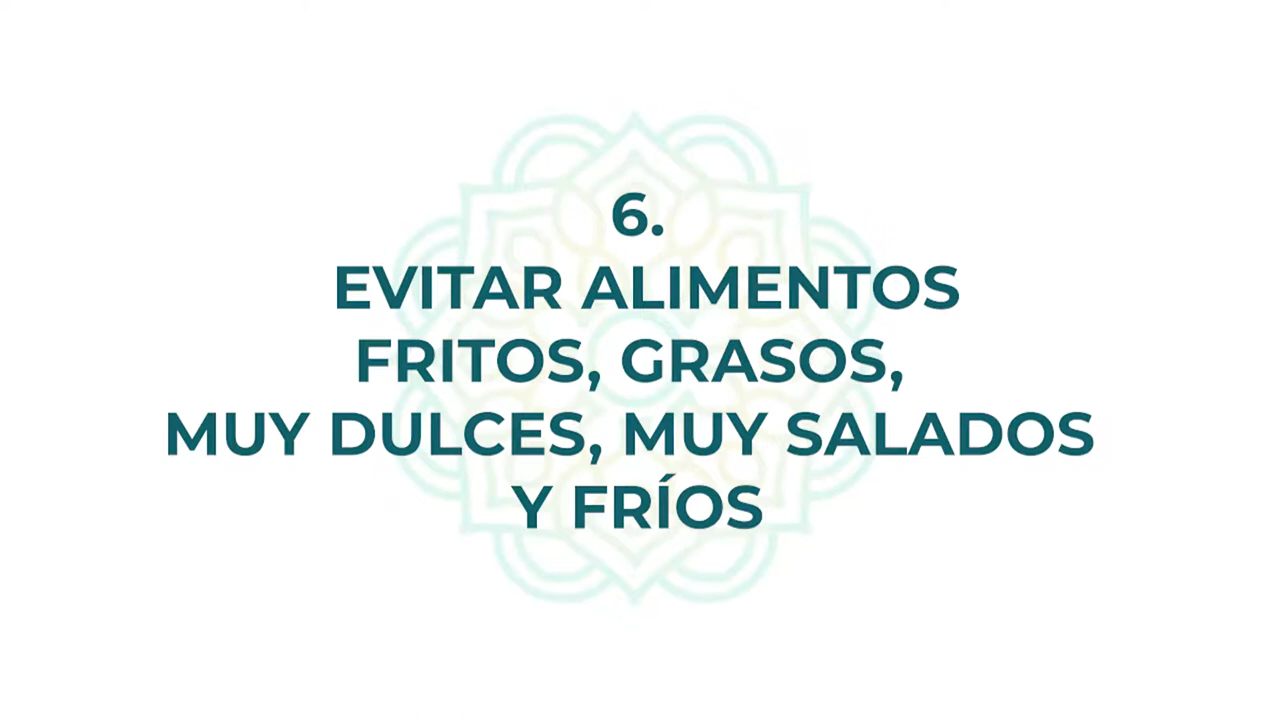 6.
EVITAR ALIMENTOS
FRITOS, GRASOS,
MUY DULCES, MUY SALADOS
Y FRÍOS